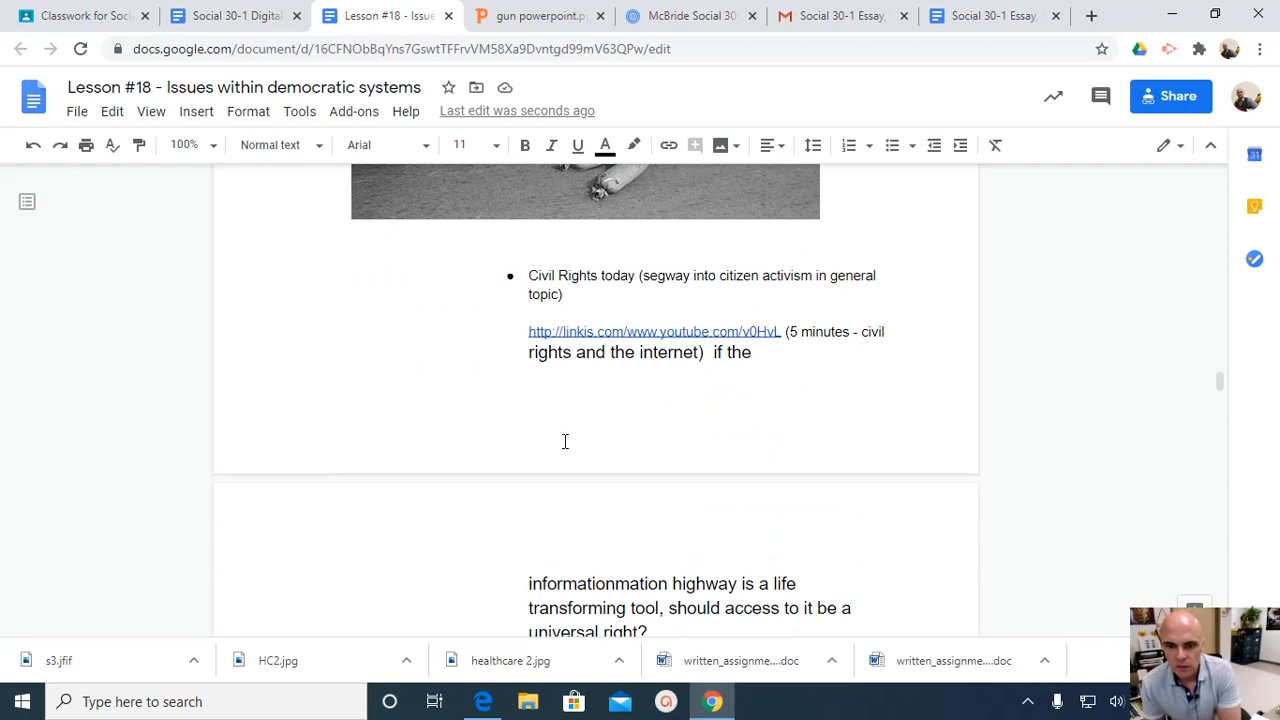 Classwork for Soci
Social 30-1 Digital
Lesson #18 - Issue
gun powerpoint.p
McBride Social 30
Social 30-1 Essay,
Social 30-1 Essay,
docs.google.com/document/d/16CFNObBqYns7GswtTFFrvVM58Xa9Dvntgd99mV63QPw/edit
Lesson #18 - Issues within democratic systems
Share
File Edit View Insert Format Tools Add-ons Help Last edit was seconds ago
100% Normal text Arial 11 B I U A
31
● Civil Rights today (segway into citizen activism in general
topic)
http://linkis.com/www.youtube.com/v0HvL (5 minutes - civil
rights and the internet)  if the
informationmation highway is a life
transforming tool, should access to it be a
universal right?
s3.jfif
HC2.jpg
healthcare 2.jpg
written_assignme....doc
written_assignme....doc
Type here to search